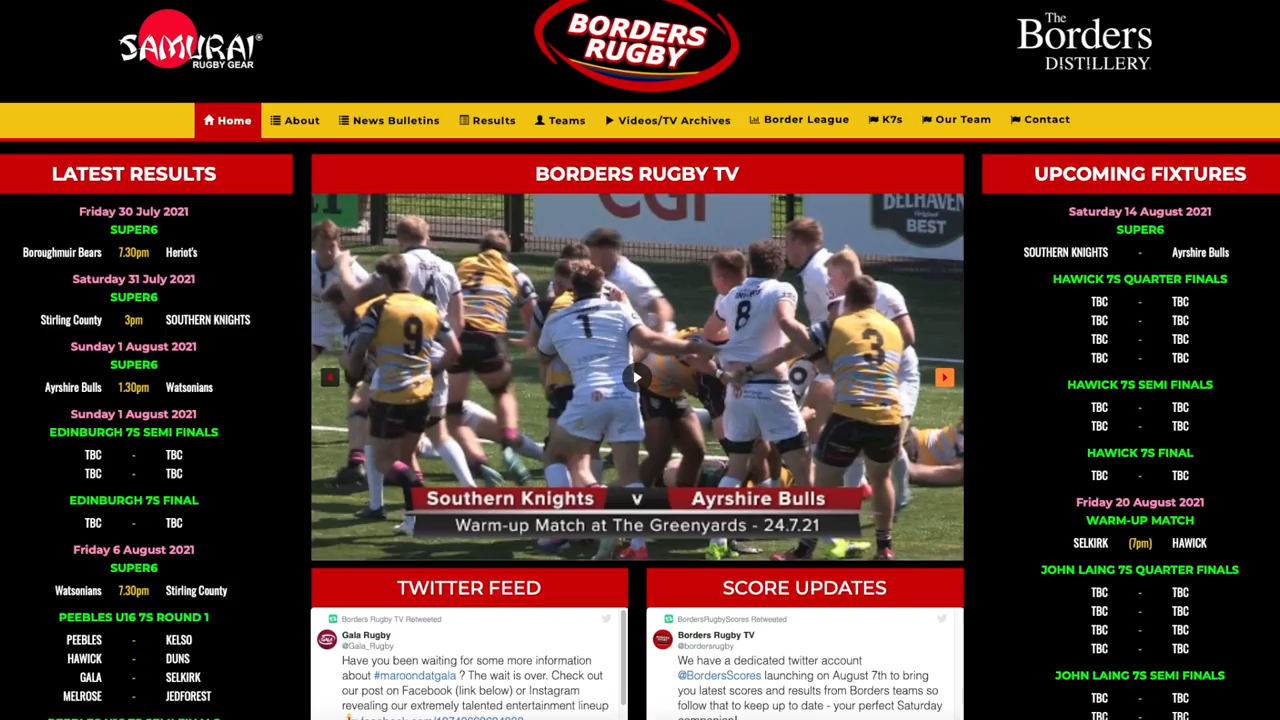 SAMURAI
RUGBY GEAR
BORDERS
RUGBY
The
Borders
DISTILLERY
Home
About
News Bulletins
Results
Teams
Videos/TV Archives
Border League
K7s
Our Team
Contact
LATEST RESULTS
Friday 30 July 2021
SUPER6
Boroughmuir Bears 7.30pm Heriot's
Saturday 31 July 2021
SUPER6
Stirling County 3pm SOUTHERN KNIGHTS
Sunday 1 August 2021
SUPER6
Ayrshire Bulls 1.30pm Watsonians
Sunday 1 August 2021
EDINBURGH 7S SEMI FINALS
TBC - TBC
TBC - TBC
EDINBURGH 7S FINAL
TBC - TBC
Friday 6 August 2021
SUPER6
Watsonians 7.30pm Stirling County
PEEBLES U16 7S ROUND 1
PEEBLES - KELSO
HAWICK - DUNS
GALA - SELKIRK
MELROSE - JEDFOREST
BORDERS RUGBY TV
CGI
BELHAVEN
Original
BEST
4
9
1
8
3
Southern Knights v Ayrshire Bulls
Warm-up Match at The Greenyards - 24.7.21
TWITTER FEED
Borders Rugby TV Retweeted
Gala Rugby
@Gala_Rugby
Have you been waiting for some more information
about #maroondatgala ? The wait is over. Check out
our post on Facebook (link below) or Instagram
revealing our extremely talented entertainment lineup
SCORE UPDATES
BordersRugbyScores Retweeted
Borders Rugby TV
@bordersrugby
We have a dedicated twitter account
@BordersScores launching on August 7th to bring
you latest scores and results from Borders teams so
follow that to keep up to date - your perfect Saturday
UPCOMING FIXTURES
Saturday 14 August 2021
SUPER6
SOUTHERN KNIGHTS - Ayrshire Bulls
HAWICK 7S QUARTER FINALS
TBC - TBC
TBC - TBC
TBC - TBC
TBC - TBC
HAWICK 7S SEMI FINALS
TBC - TBC
TBC - TBC
HAWICK 7S FINAL
TBC - TBC
Friday 20 August 2021
WARM-UP MATCH
SELKIRK (7pm) HAWICK
JOHN LAING 7S QUARTER FINALS
TBC - TBC
TBC - TBC
TBC - TBC
TBC - TBC
JOHN LAING 7S SEMI FINALS
TBC - TBC
TBC - TBC